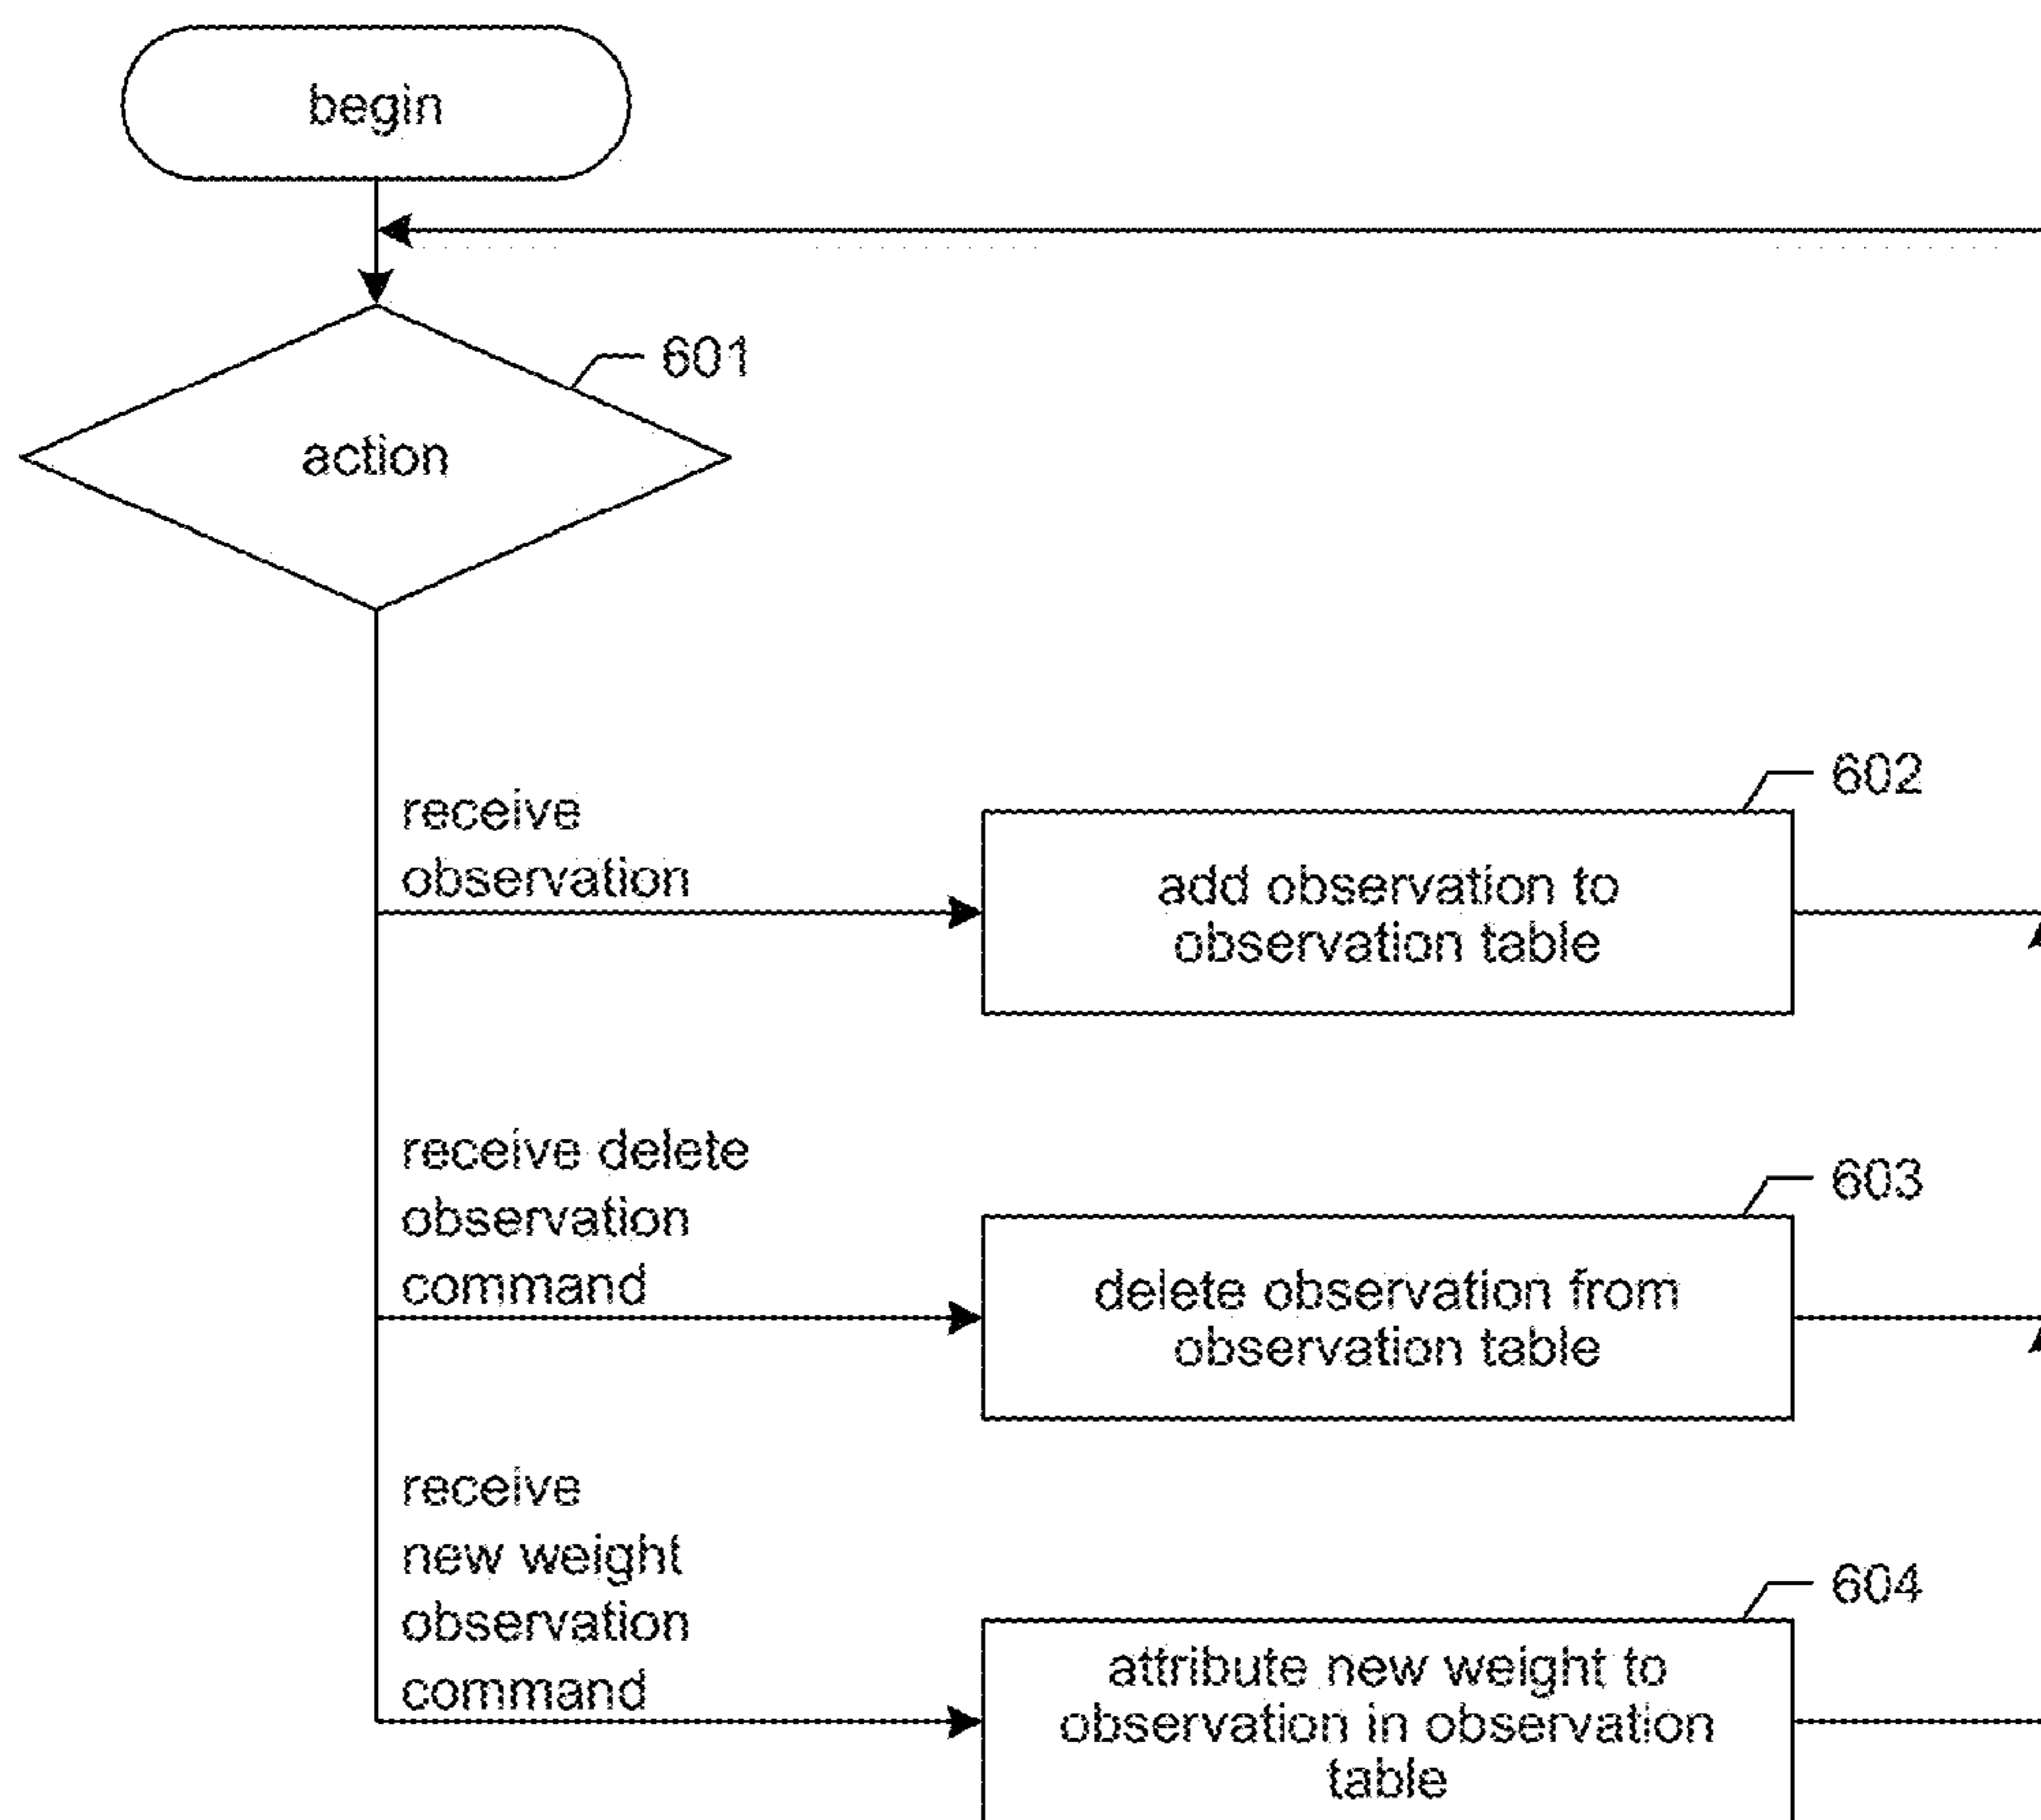 begin
601
action
602
receive
observation
add observation to
observation table
receive delete
observation
command
603
delete observation from
observation table
receive
new weight
observation
command
604
attribute new weight to
observation in observation
table